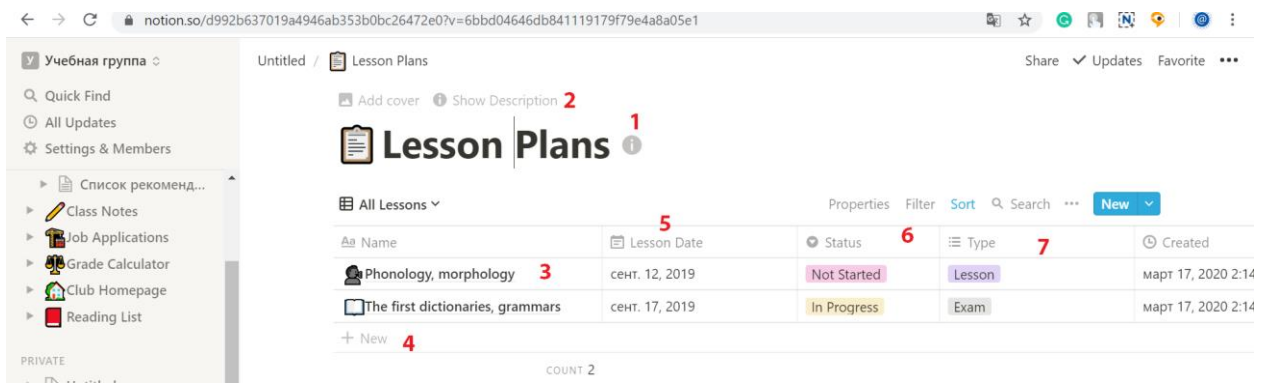 notion.so/d992b637019a4946ab353b0bc26472e0?v=6bbd04646db841119179f79e4a8a05e1
У Учебная группа
Untitled / Lesson Plans
Share ✓ Updates Favorite •••
Quick Find
All Updates
Settings & Members
Список рекоменд...
Class Notes
Job Applications
Grade Calculator
Club Homepage
Reading List
PRIVATE
Add cover Show Description 2
1
Lesson Plans
All Lessons
Properties Filter Sort Search ••• New
5 6 7
Aa Name Lesson Date Status Type Created
Phonology, morphology 3 сент. 12, 2019 Not Started Lesson март 17, 2020 2:14
The first dictionaries, grammars сент. 17, 2019 In Progress Exam март 17, 2020 2:14
+ New 4
COUNT 2